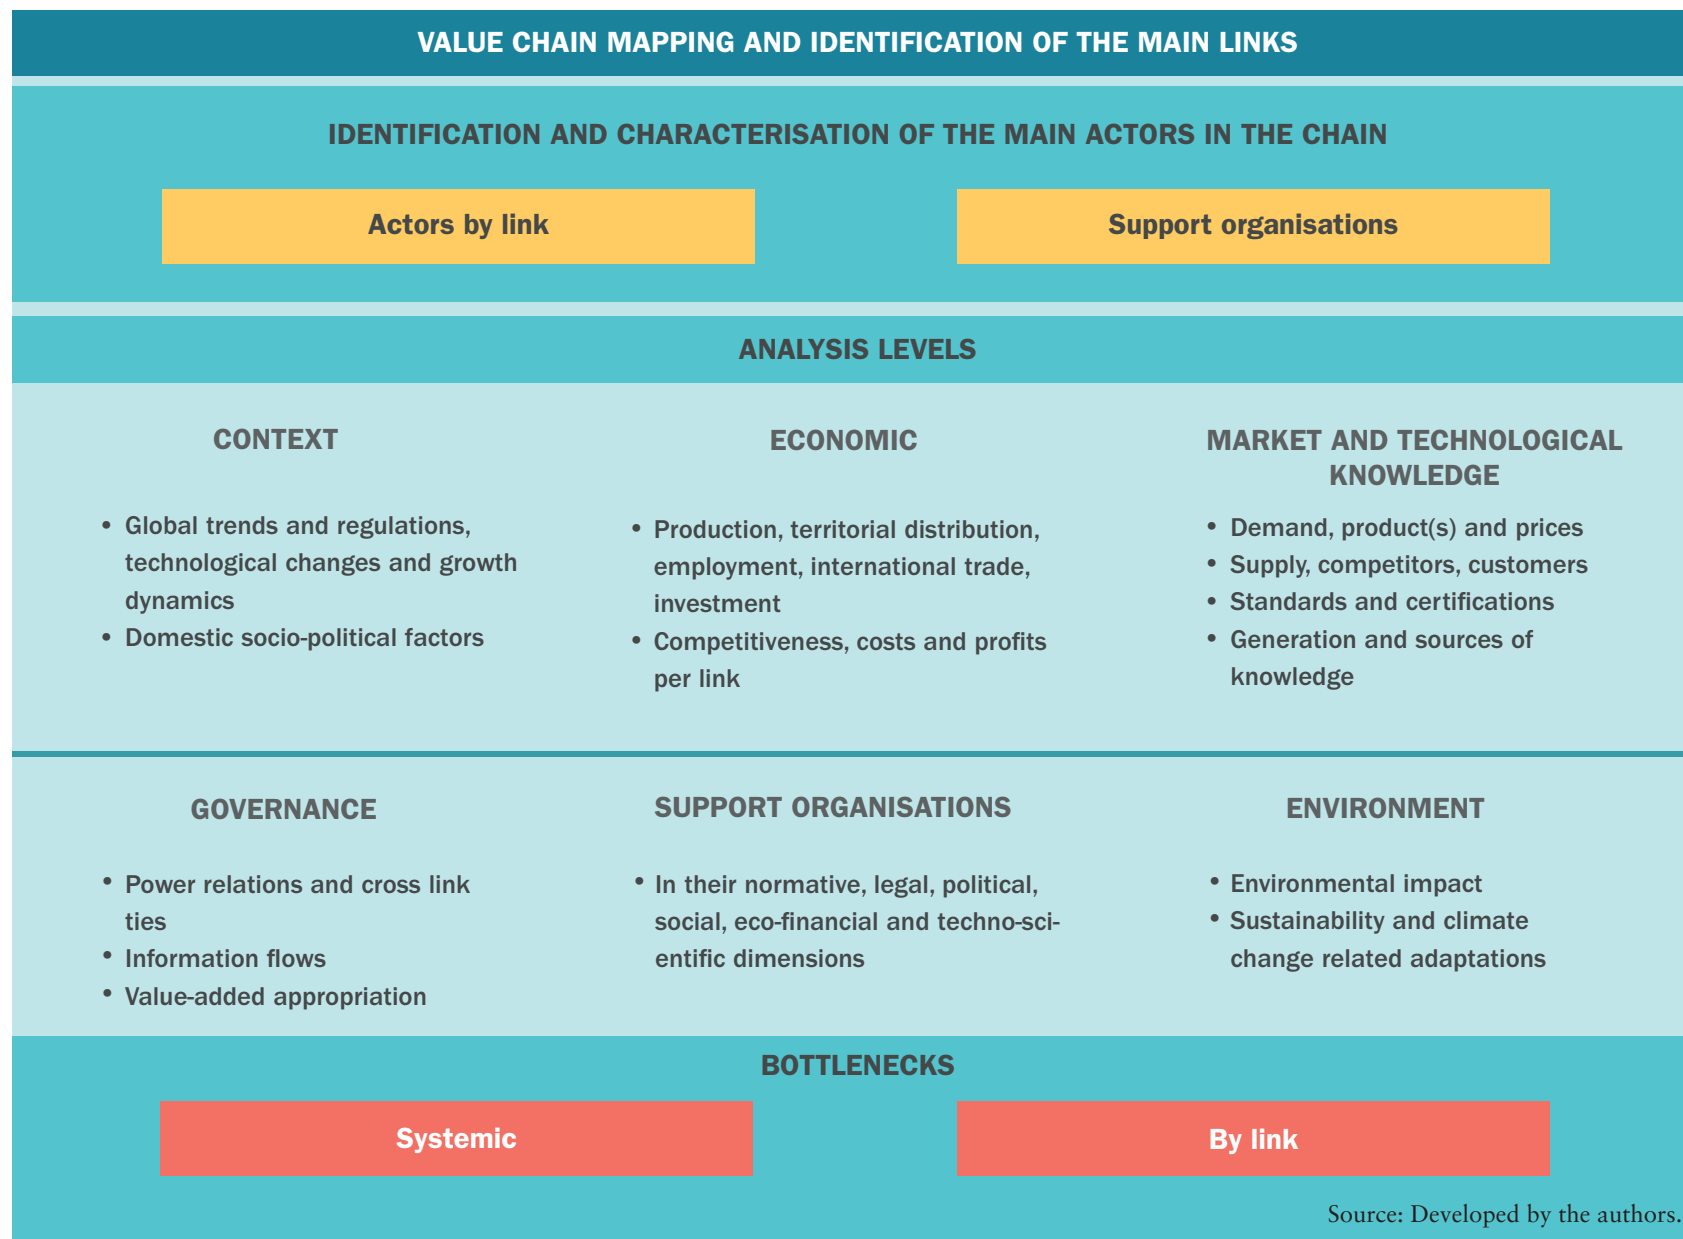 VALUE CHAIN MAPPING AND IDENTIFICATION OF THE MAIN LINKS
IDENTIFICATION AND CHARACTERISATION OF THE MAIN ACTORS IN THE CHAIN
Actors by link
Support organisations
ANALYSIS LEVELS
CONTEXT
• Global trends and regulations,
technological changes and growth
dynamics
• Domestic socio-political factors
ECONOMIC
• Production, territorial distribution,
employment, international trade,
investment
• Competitiveness, costs and profits
per link
MARKET AND TECHNOLOGICAL
KNOWLEDGE
• Demand, product(s) and prices
• Supply, competitors, customers
• Standards and certifications
• Generation and sources of
knowledge
GOVERNANCE
• Power relations and cross link
ties
• Information flows
• Value-added appropriation
SUPPORT ORGANISATIONS
• In their normative, legal, political,
social, eco-financial and techno-sci-
entific dimensions
ENVIRONMENT
• Environmental impact
• Sustainability and climate
change related adaptations
BOTTLENECKS
Systemic
By link
Source: Developed by the authors.